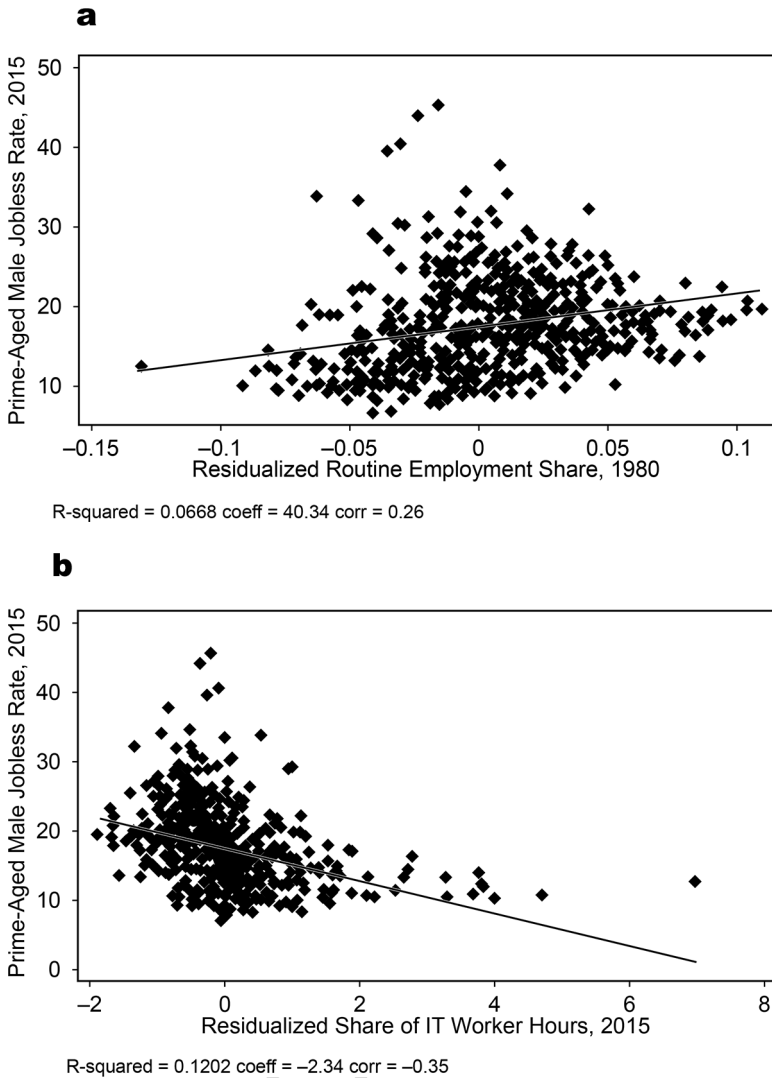 a
Prime-Aged Male Jobless Rate, 2015
50
40
30
20
10
–0.15 –0.1 –0.05 0 0.05 0.1
Residualized Routine Employment Share, 1980
R-squared = 0.0668 coeff = 40.34 corr = 0.26
b
Prime-Aged Male Jobless Rate, 2015
50
40
30
20
10
0
–2 0 2 4 6 8
Residualized Share of IT Worker Hours, 2015
R-squared = 0.1202 coeff = –2.34 corr = –0.35